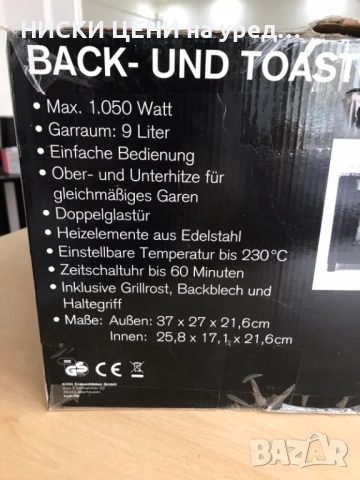 НИСКИ ЦЕНИ на уред...
BACK- UND TOAST
• Max. 1.050 Watt
• Garraum: 9 Liter
• Einfache Bedienung
• Ober- und Unterhitze für
gleichmäßiges Garen
• Doppelglastür
• Heizelemente aus Edelstahl
• Einstellbare Temperatur bis 230°C
• Zeitschaltuhr bis 60 Minuten
• Inklusive Grillrost, Backblech und
Haltegriff
• Maße: Außen: 37 x 27 x 21,6cm
Innen: 25,8 x 17,1 x 21,6cm
CE
BAZAR